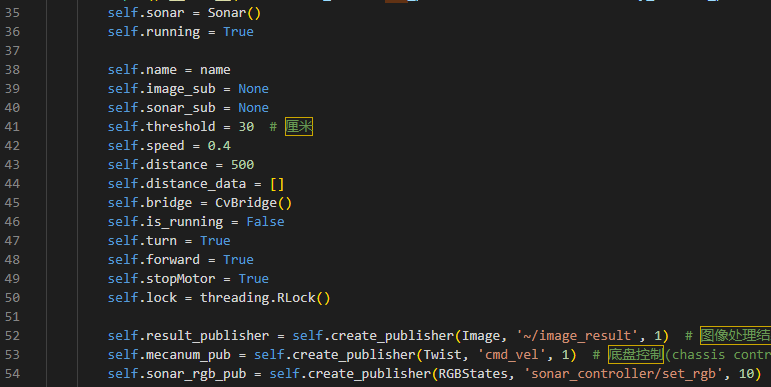 35 self.sonar = Sonar()
36 self.running = True
37
38 self.name = name
39 self.image_sub = None
40 self.sonar_sub = None
41 self.threshold = 30  # 厘米
42 self.speed = 0.4
43 self.distance = 500
44 self.distance_data = []
45 self.bridge = CvBridge()
46 self.is_running = False
47 self.turn = True
48 self.forward = True
49 self.stopMotor = True
50 self.lock = threading.RLock()
51
52 self.result_publisher = self.create_publisher(Image, '~/image_result', 1)  # 图像处理结
53 self.mecanum_pub = self.create_publisher(Twist, 'cmd_vel', 1)  # 底盘控制(chassis contr
54 self.sonar_rgb_pub = self.create_publisher(RGBStates, 'sonar_controller/set_rgb', 10)